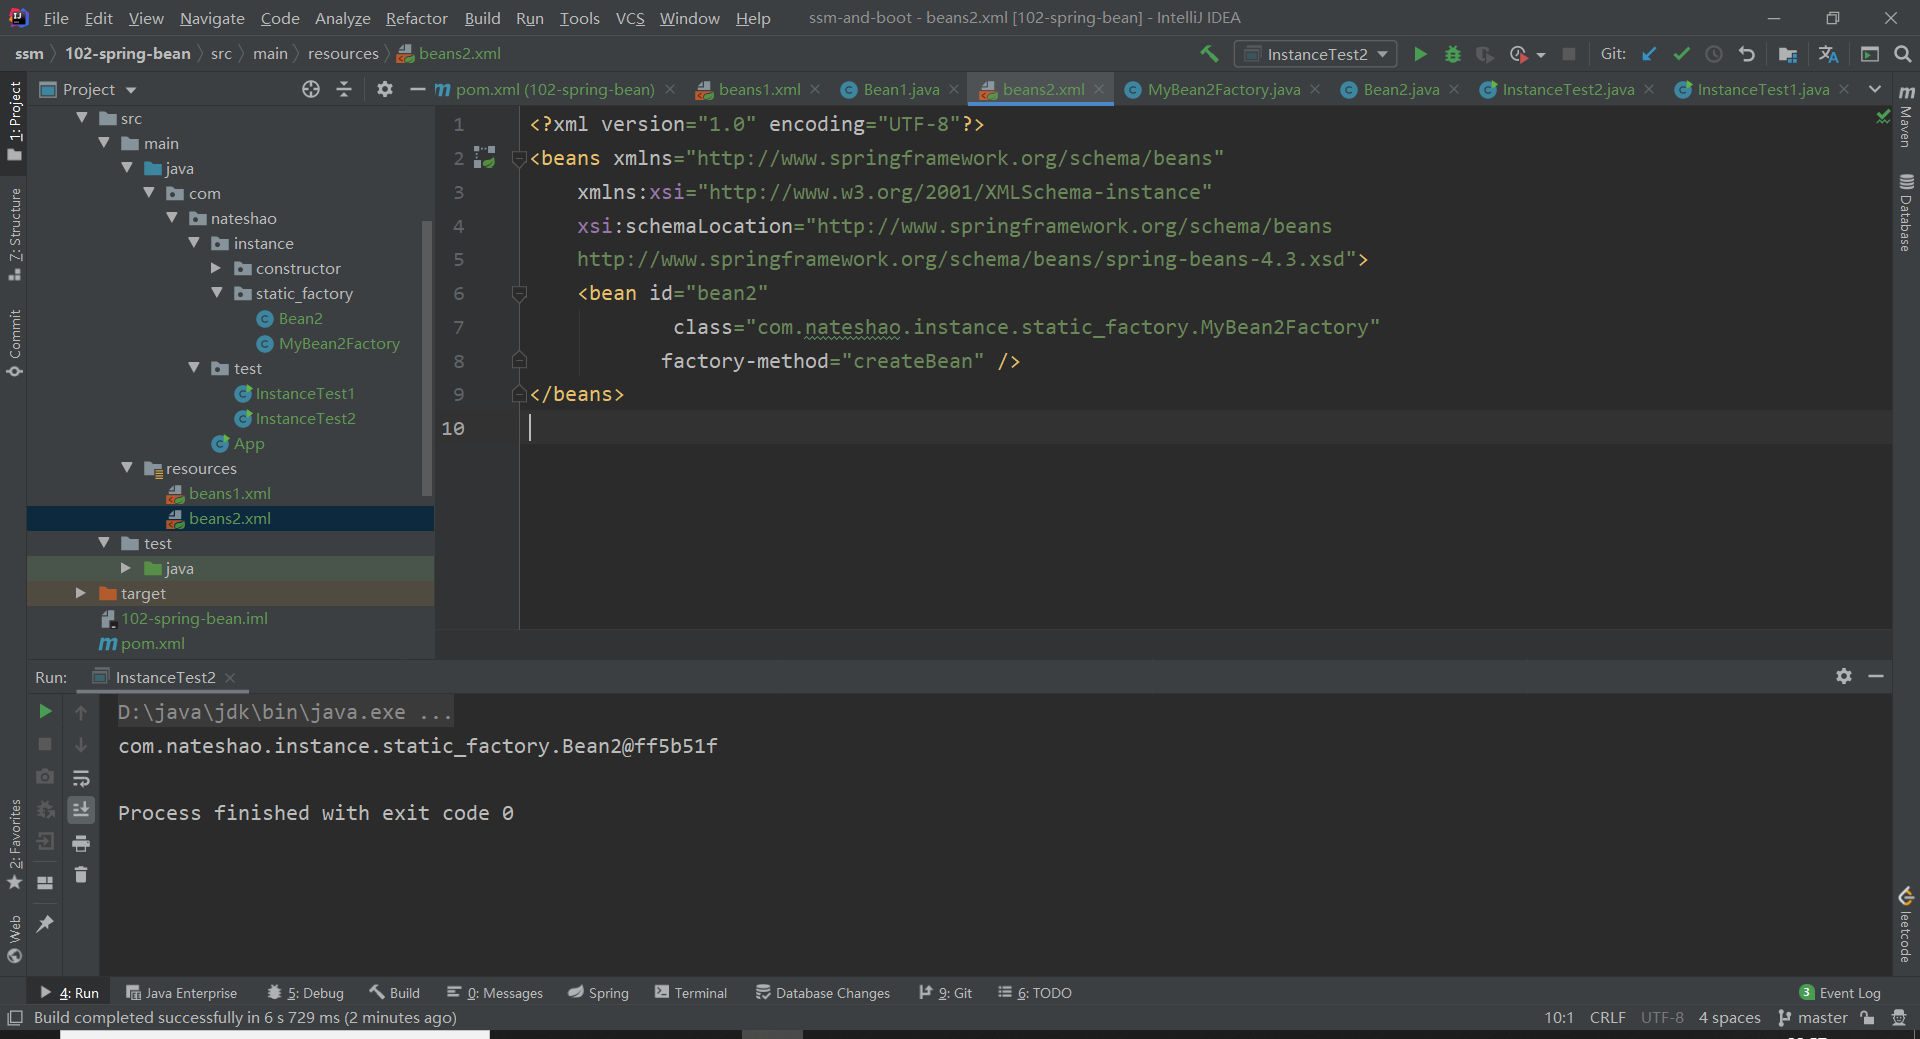 File Edit View Navigate Code Analyze Refactor Build Run Tools VCS Window Help ssm-and-boot - beans2.xml [102-spring-bean] - IntelliJ IDEA
ssm 102-spring-bean src main resources beans2.xml InstanceTest2 Git:
Project pom.xml (102-spring-bean) beans1.xml Bean1.java beans2.xml MyBean2Factory.java Bean2.java InstanceTest2.java InstanceTest1.java
1: Project
7: Structure
Commit
2: Favorites
Web
src
main
java
com
nateshao
instance
constructor
static_factory
Bean2
MyBean2Factory
test
InstanceTest1
InstanceTest2
App
resources
beans1.xml
beans2.xml
test
java
target
102-spring-bean.iml
pom.xml
1 <?xml version="1.0" encoding="UTF-8"?>
2 <beans xmlns="http://www.springframework.org/schema/beans"
3 xmlns:xsi="http://www.w3.org/2001/XMLSchema-instance"
4 xsi:schemaLocation="http://www.springframework.org/schema/beans
5 http://www.springframework.org/schema/beans/spring-beans-4.3.xsd">
6 <bean id="bean2"
7 class="com.nateshao.instance.static_factory.MyBean2Factory"
8 factory-method="createBean" />
9 </beans>
10
Maven
Database
leetcode
Run: InstanceTest2
D:\java\jdk\bin\java.exe ...
com.nateshao.instance.static_factory.Bean2@ff5b51f
Process finished with exit code 0
4: Run Java Enterprise 5: Debug Build 0: Messages Spring Terminal Database Changes 9: Git 6: TODO 3 Event Log
Build completed successfully in 6 s 729 ms (2 minutes ago) 10:1 CRLF UTF-8 4 spaces master